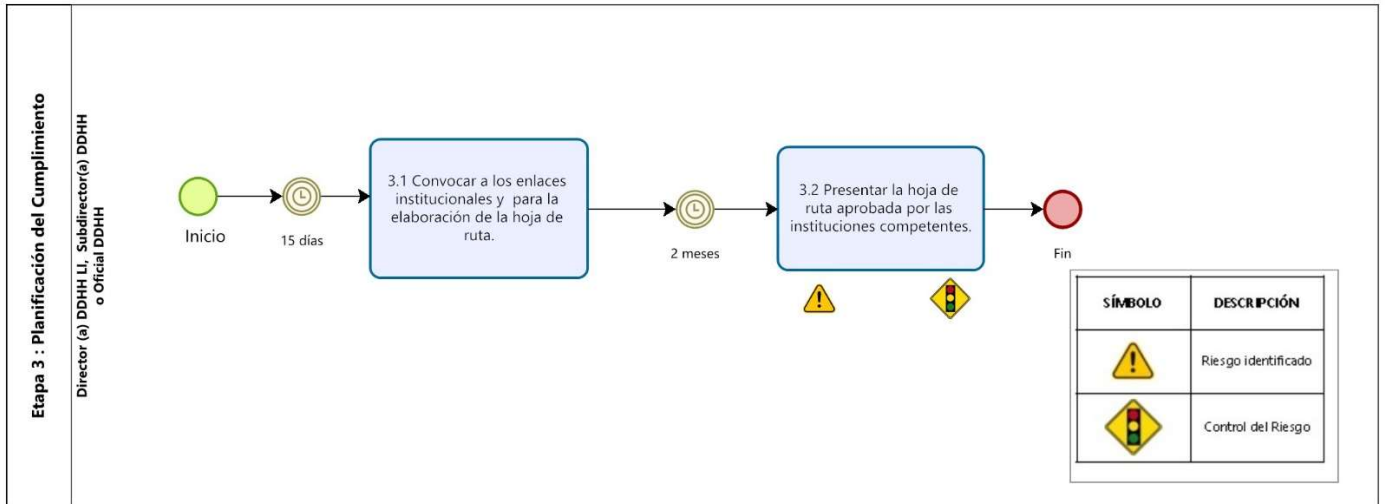 Etapa 3 : Planificación del Cumplimiento
Director (a) DDHH LI, Subdirector(a) DDHH
o Oficial DDHH
Inicio
15 días
3.1 Convocar a los enlaces
institucionales y para la
elaboración de la hoja de
ruta.
2 meses
3.2 Presentar la hoja de
ruta aprobada por las
instituciones competentes.
Fin
SÍMBOLO
DESCRIPCIÓN
Riesgo identificado
Control del Riesgo